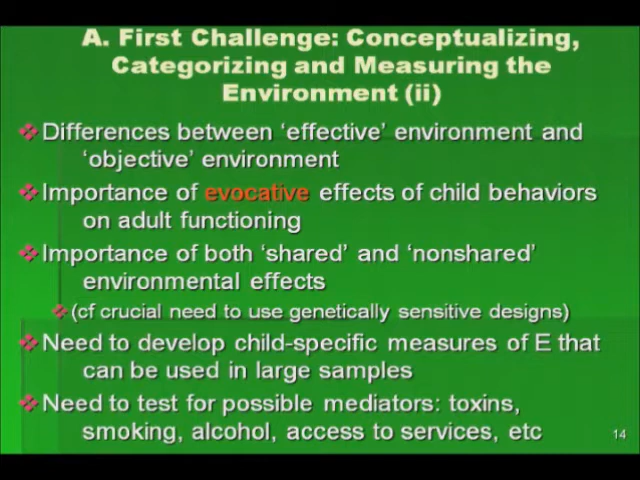 A. First Challenge: Conceptualizing,
Categorizing and Measuring the
Environment (ii)
Differences between ‘effective’ environment and
‘objective’ environment
Importance of evocative effects of child behaviors
on adult functioning
Importance of both ‘shared’ and ‘nonshared’
environmental effects
(cf crucial need to use genetically sensitive designs)
Need to develop child-specific measures of E that
can be used in large samples
Need to test for possible mediators: toxins,
smoking, alcohol, access to services, etc
14